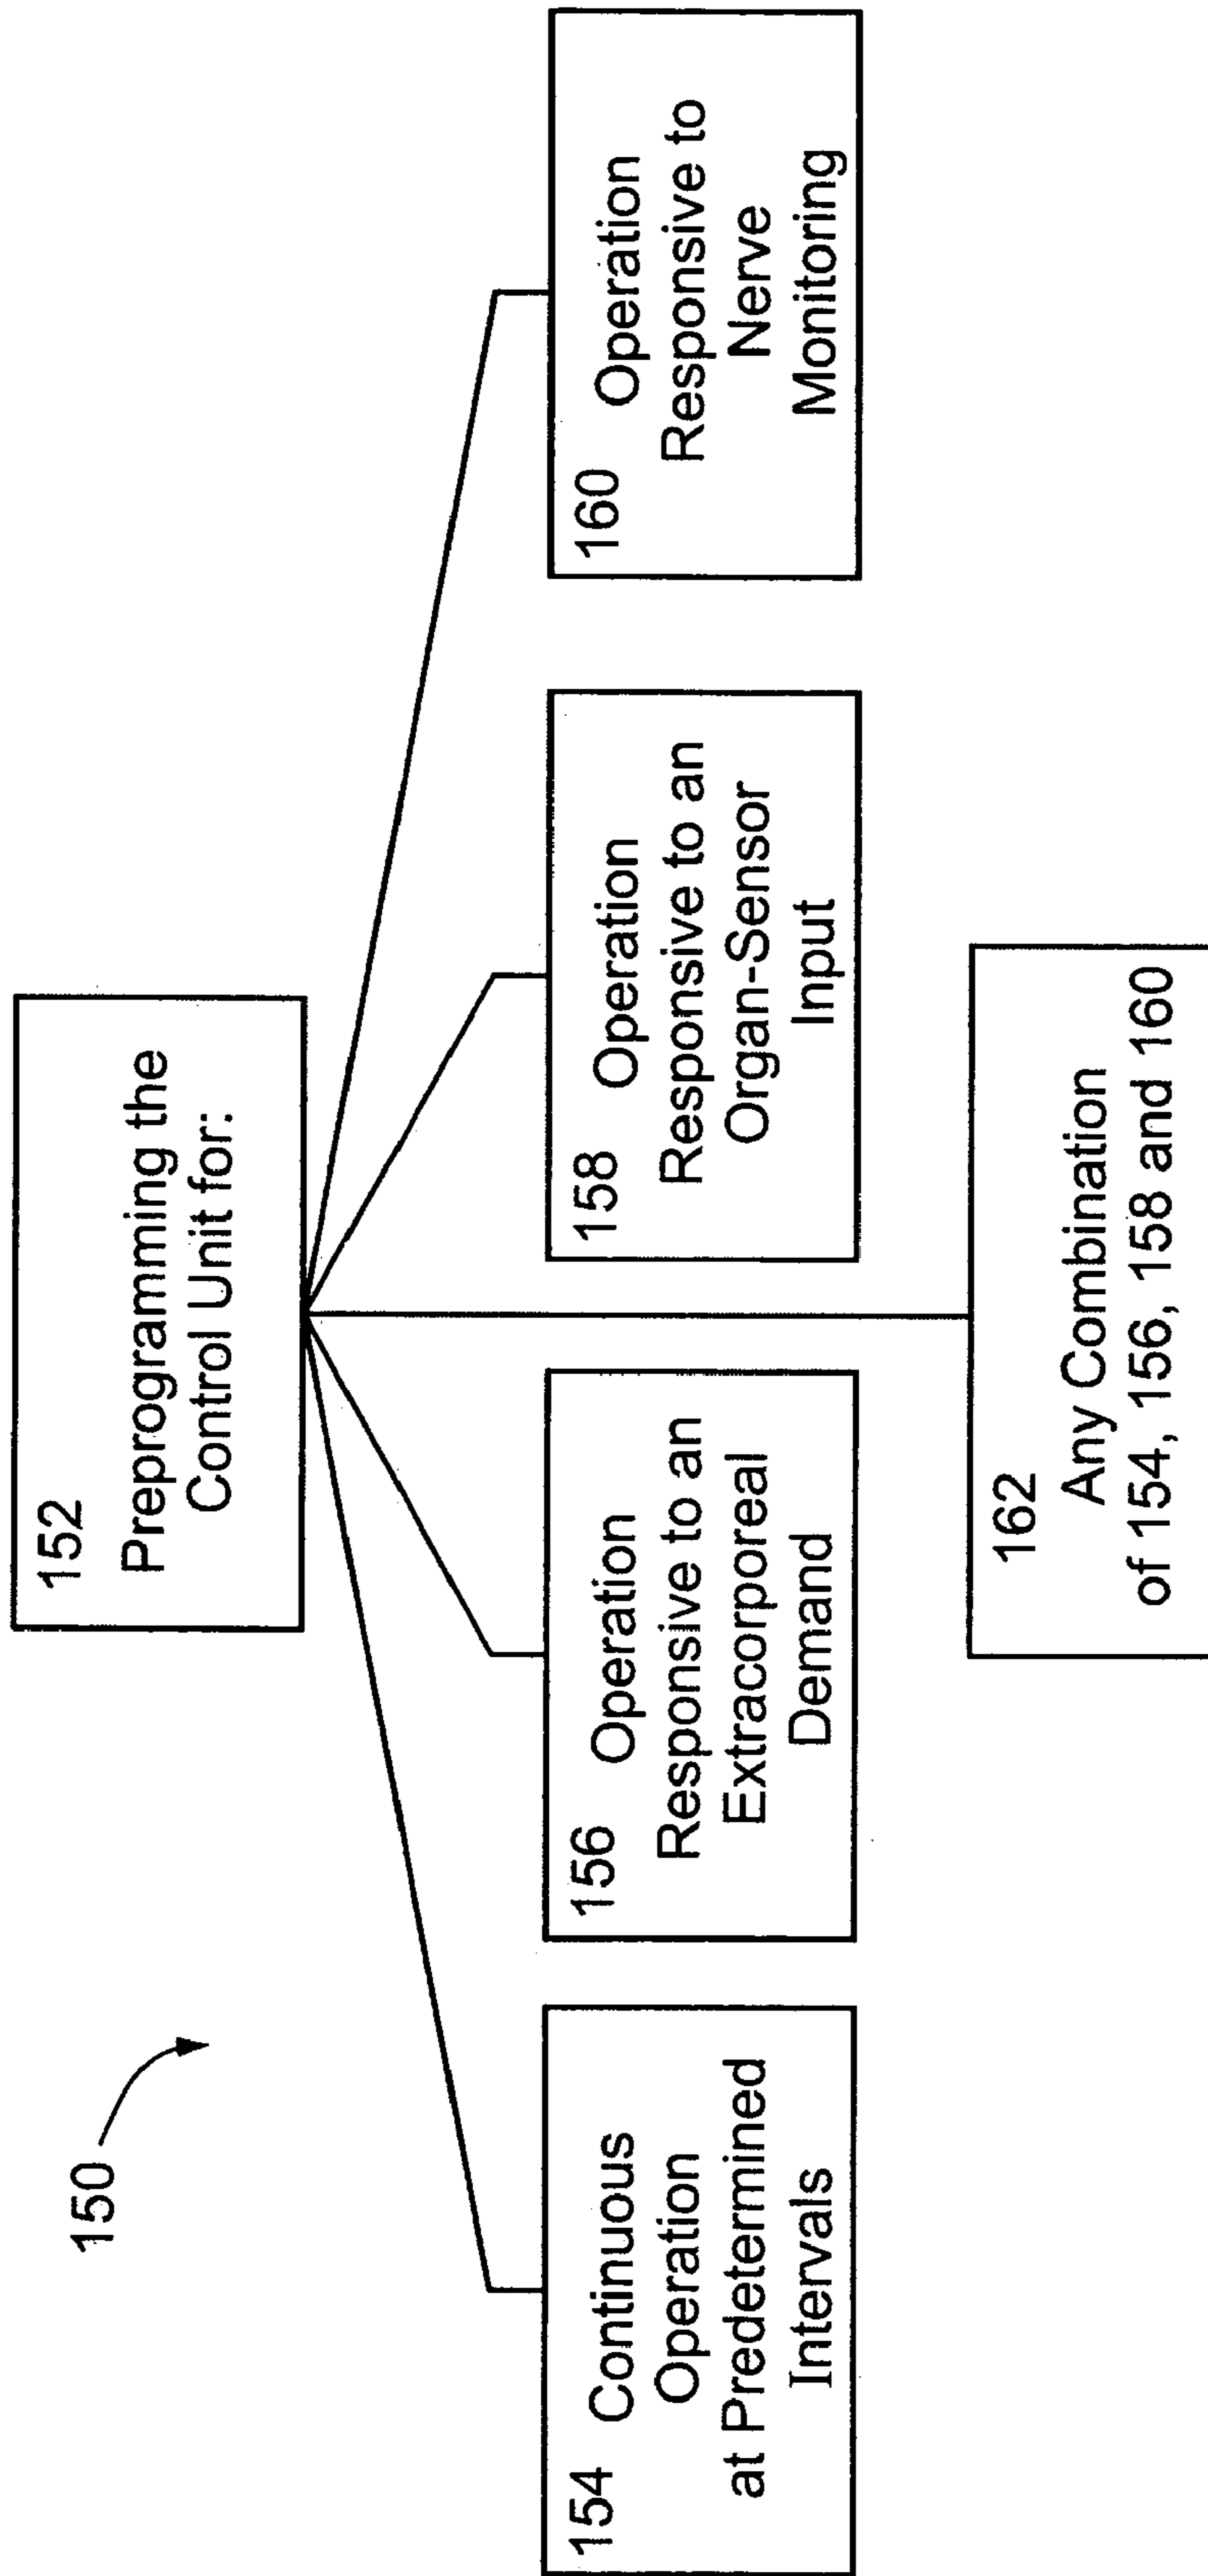 150
152
Preprogramming the
Control Unit for:
154 Continuous
Operation
at Predetermined
Intervals
156 Operation
Responsive to an
Extracorporeal
Demand
158 Operation
Responsive to an
Organ-Sensor
Input
160 Operation
Responsive to
Nerve
Monitoring
162
Any Combination
of 154, 156, 158 and 160